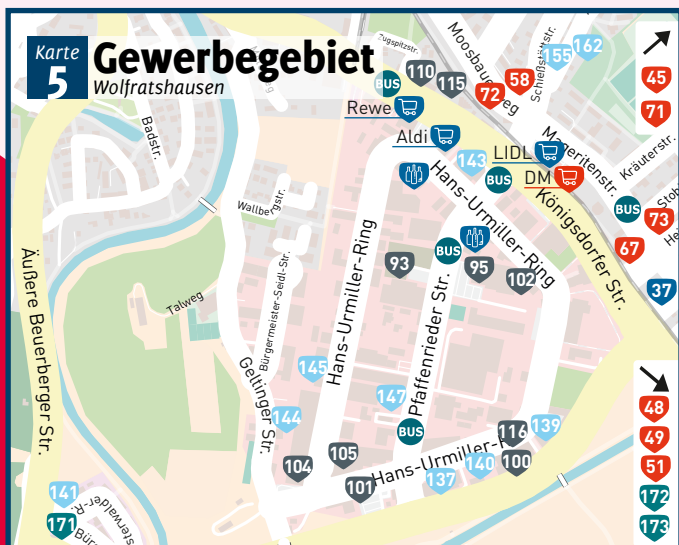 Karte
5
Gewerbegebiet
Wolfratshausen
Zugspitzstr.
Moosbauerweg
Schießstättstr.
155
162
45
71
BUS
110
115
72
58
Rewe
Aldi
143
LIDL
DM
BUS
Margeritenstr.
Kräuterstr.
BUS
73
67
37
Badstr.
Wallbergstr.
Hans-Urmiller-Ring
Königsdorfer Str.
BUS
93
95
102
Äußere Beuerberger Str.
Talweg
Bürgermeister-Seidl-Str.
Hans-Urmiller-Ring
Pfaffenrieder Str.
Geltinger Str.
145
147
144
BUS
116
139
48
49
51
172
173
104
105
101
Hans-Urmiller-R
137
140
100
141
171
sterwalder-R.
Bür